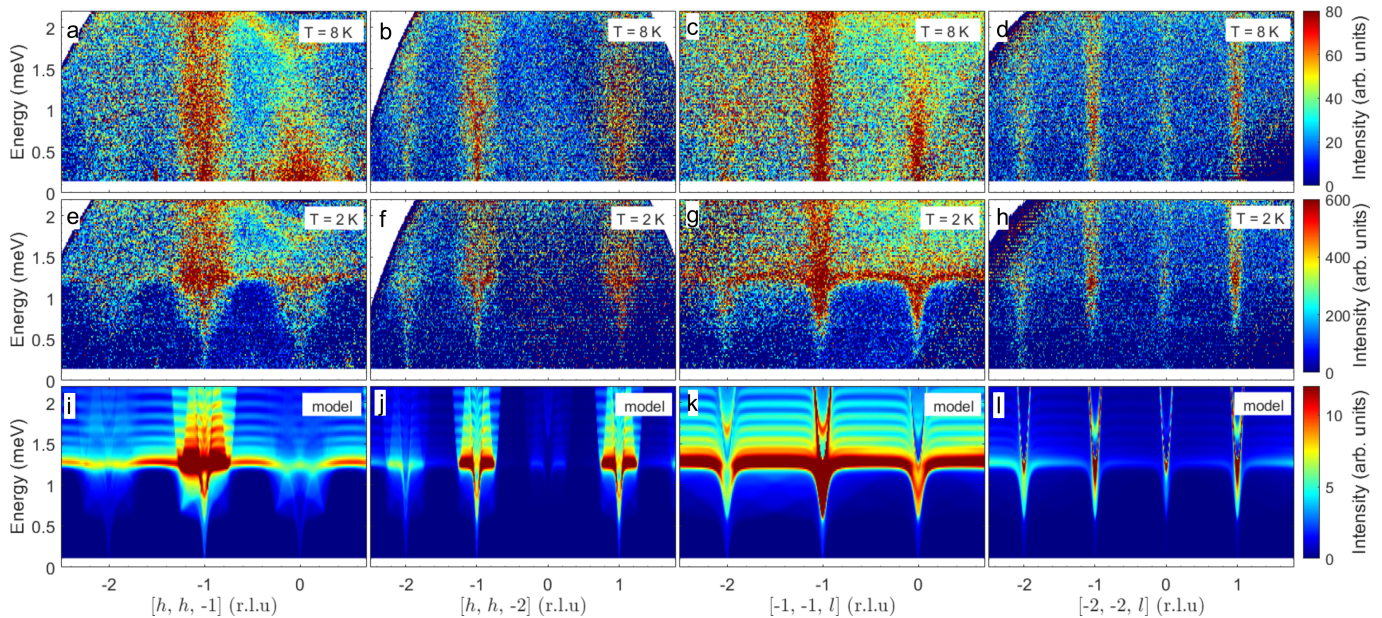 a
T = 8 K
b
T = 8 K
c
T = 8 K
d
T = 8 K
Energy (meV)
2
1.5
1
0.5
0
80
60
40
20
0
Intensity (arb. units)
e
T = 2 K
f
T = 2 K
g
T = 2 K
h
T = 2 K
Energy (meV)
2
1.5
1
0.5
0
600
400
200
0
Intensity (arb. units)
i
model
j
model
k
model
l
model
Energy (meV)
2
1.5
1
0.5
0
10
5
0
Intensity (arb. units)
-2 -1 0
-2 -1 0 1
-2 -1 0
-2 -1 0 1
[h, h, -1] (r.l.u)
[h, h, -2] (r.l.u)
[-1, -1, l] (r.l.u)
[-2, -2, l] (r.l.u)